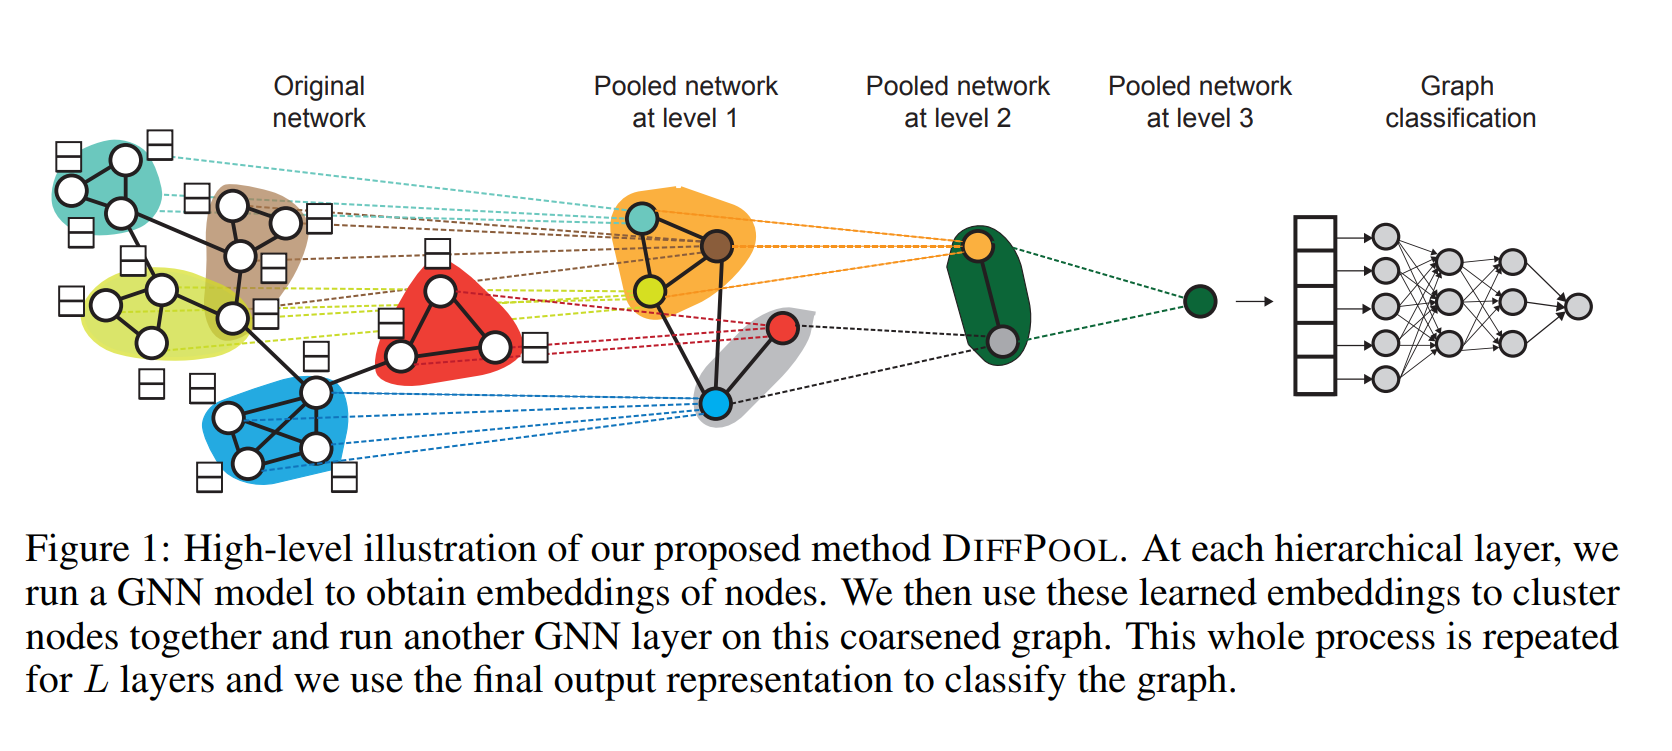 Original
network
Pooled network
at level 1
Pooled network
at level 2
Pooled network
at level 3
Graph
classification
Figure 1: High-level illustration of our proposed method DIFFPOOL. At each hierarchical layer, we
run a GNN model to obtain embeddings of nodes. We then use these learned embeddings to cluster
nodes together and run another GNN layer on this coarsened graph. This whole process is repeated
for L layers and we use the final output representation to classify the graph.